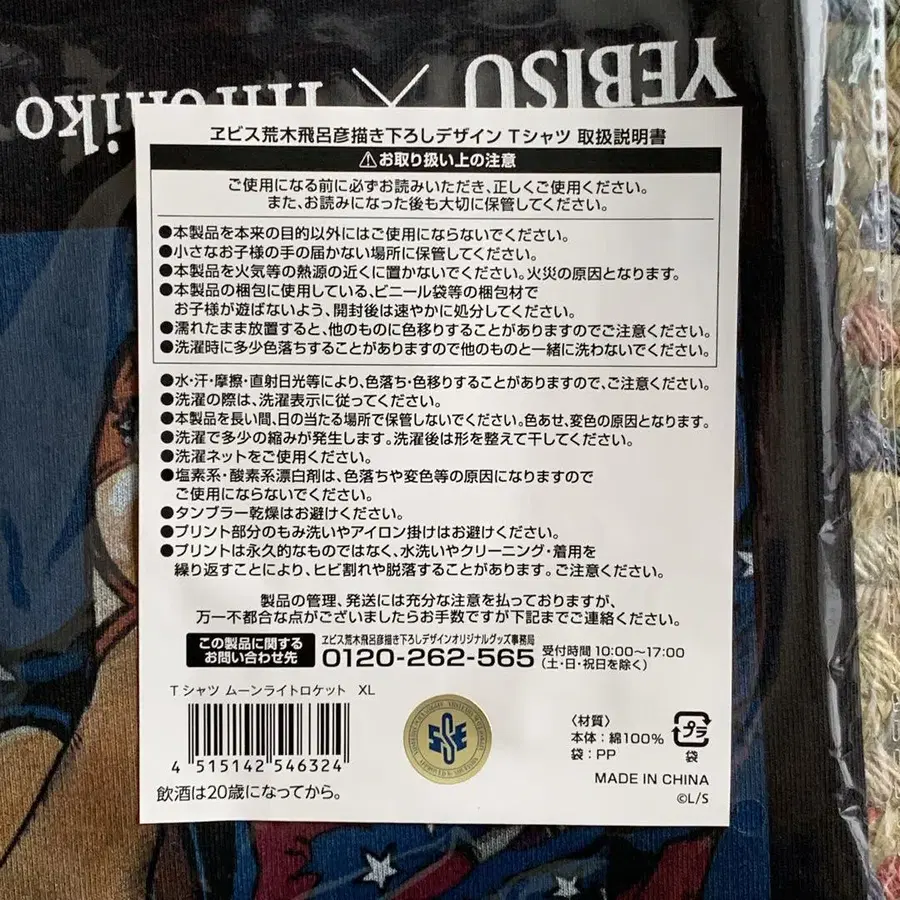 YEBISU × Hirohiko
ヱビス荒木飛呂彦描き下ろしデザイン Tシャツ 取扱説明書
⚠お取り扱い上の注意
ご使用になる前に必ずお読みいただき、正しくご使用ください。
また、お読みになった後も大切に保管してください。
●本製品を本来の目的以外にはご使用にならないでください。
●小さなお子様の手の届かない場所に保管してください。
●本製品を火気等の熱源の近くに置かないでください。火災の原因となります。
●本製品の梱包に使用している、ビニール袋等の梱包材で
お子様が遊ばないよう、開封後は速やかに処分してください。
●濡れたまま放置すると、他のものに色移りすることがありますのでご注意ください。
●洗濯時に多少色落ちすることがありますので他のものと一緒に洗わないでください。
●水・汗・摩擦・直射日光等により、色落ち・色移りすることがありますので、ご注意ください。
●洗濯の際は、洗濯表示に従ってください。
●本製品を長い間、日の当たる場所で保管しないでください。色あせ、変色の原因となります。
●洗濯で多少の縮みが発生します。洗濯後は形を整えて干してください。
●洗濯ネットをご使用ください。
●塩素系・酸素系漂白剤は、色落ちや変色等の原因になりますので
ご使用にならないでください。
●タンブラー乾燥はお避けください。
●プリント部分のもみ洗いやアイロン掛けはお避けください。
●プリントは永久的なものではなく、水洗いやクリーニング・着用を
繰り返すことにより、ヒビ割れや脱落することがあります。ご注意ください。
製品の管理、発送には充分な注意を払っておりますが、
万一不都合な点がございましたらお手数ですが下記までご連絡ください。
この製品に関する
お問い合わせ先
ヱビス荒木飛呂彦描き下ろしデザインオリジナルグッズ事務局
0120-262-565
受付時間 10:00~17:00
(土・日・祝日を除く)
Tシャツ ムーンライトロケット XL
4 515142 546324
飲酒は20歳になってから。
SSE
〈材質〉
本体:綿100%
袋:PP
プラ
袋
MADE IN CHINA
©L/S